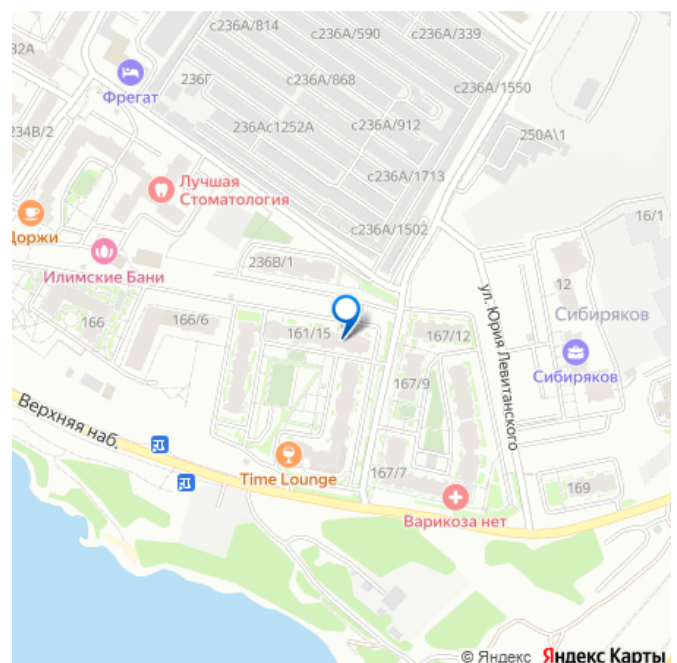 с236А/814
с236А/590
с236А/339
32А
236Г
с236А/868
с236А/1550
Фрегат
236Ас1252А
с236А/912
250А\1
234В/2
Лучшая
Стоматология
с236А/1713
16/1
Доржи
с236А/1502
Илимские Бани
236В/1
12
Сибиряков
166
166/6
161/15
167/12
ул. Юрия Левитанского
Сибиряков
167/9
Верхняя наб.
Time Lounge
167/7
169
Варикоза нет
© Яндекс Яндекс Карты